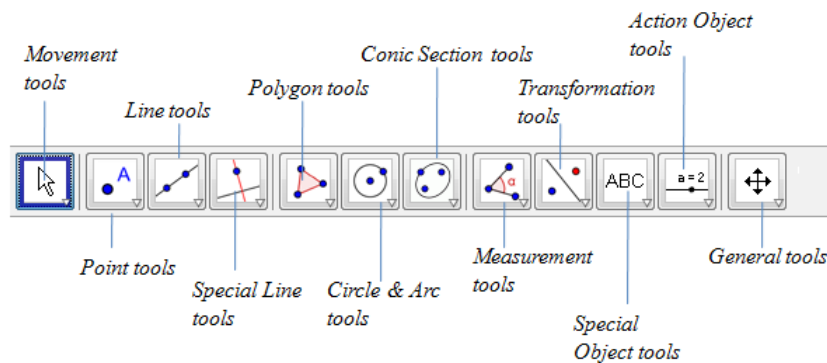 Action Object
tools
Conic Section tools
Movement
tools
Polygon tools
Transformation
tools
Line tools
A
α
ABC
a = 2
Point tools
Special Line
tools
Circle & Arc
tools
Measurement
tools
General tools
Special
Object tools